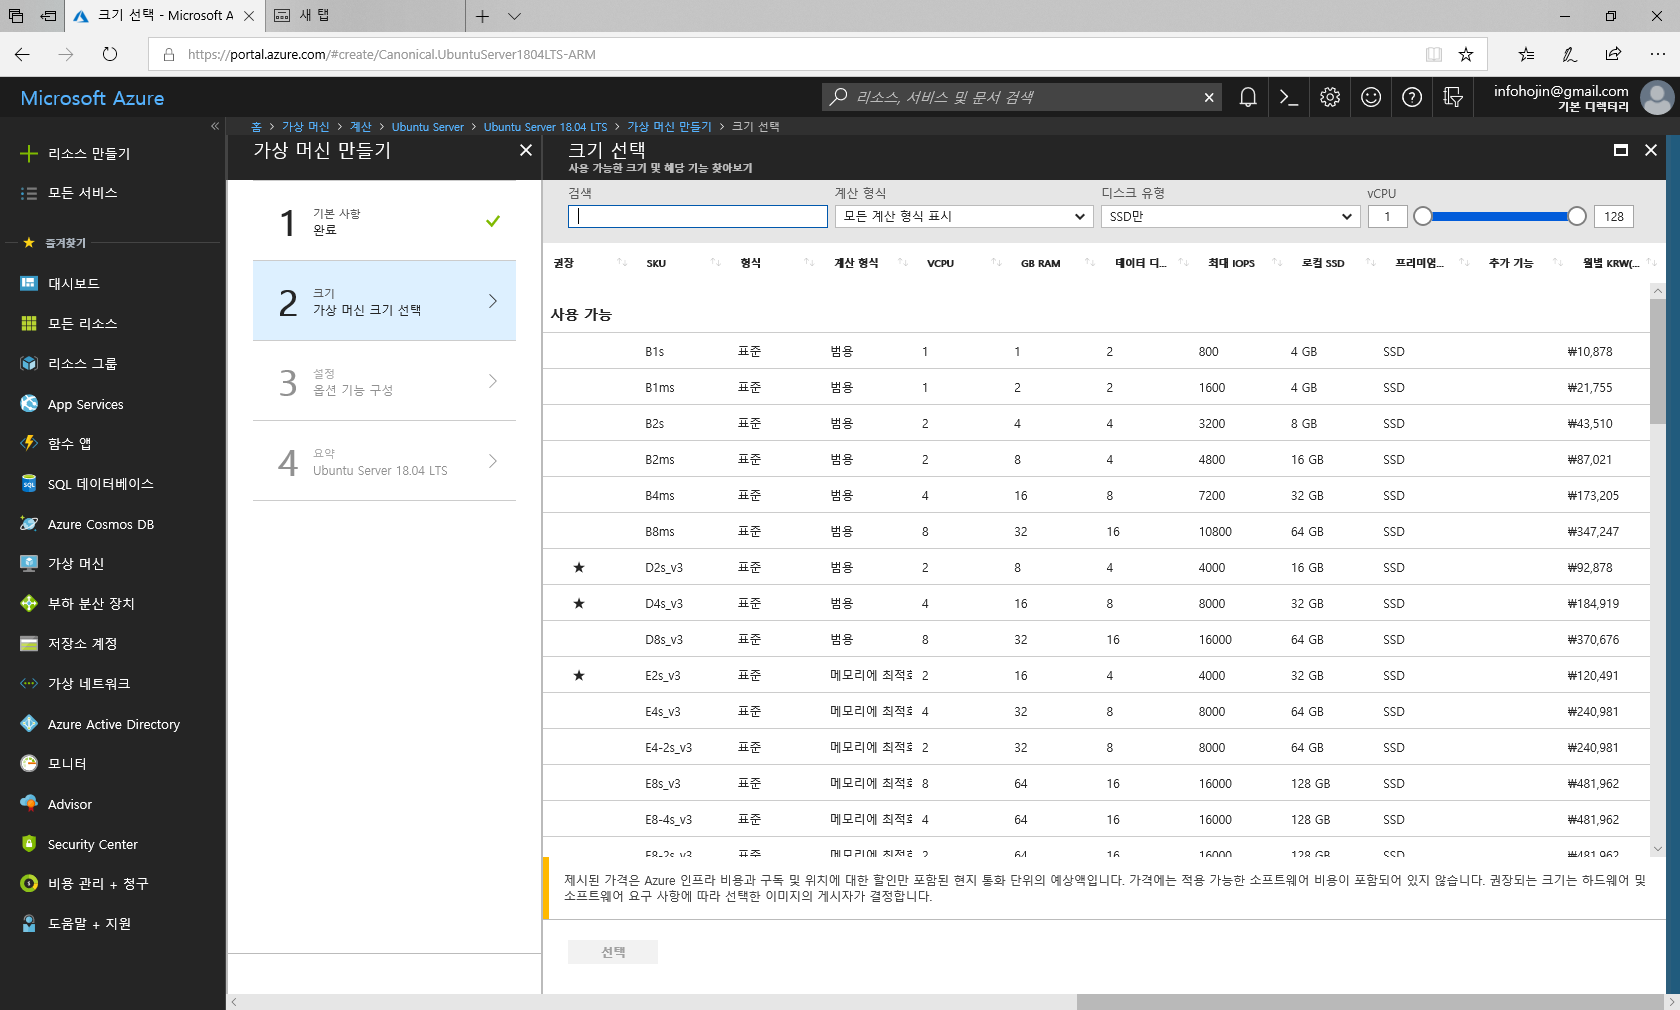 크기 선택 - Microsoft A
새 탭
https://portal.azure.com/#create/Canonical.UbuntuServer1804LTS-ARM
Microsoft Azure
리소스, 서비스 및 문서 검색
infohojin@gmail.com
기본 디렉터리
홈 > 가상 머신 > 계산 > Ubuntu Server > Ubuntu Server 18.04 LTS > 가상 머신 만들기 > 크기 선택
리소스 만들기
모든 서비스
즐겨찾기
대시보드
모든 리소스
리소스 그룹
App Services
함수 앱
SQL 데이터베이스
Azure Cosmos DB
가상 머신
부하 분산 장치
저장소 계정
가상 네트워크
Azure Active Directory
모니터
Advisor
Security Center
비용 관리 + 청구
도움말 + 지원
가상 머신 만들기
1 기본 사항
완료
2 크기
가상 머신 크기 선택
3 설정
옵션 기능 구성
4 요약
Ubuntu Server 18.04 LTS
크기 선택
사용 가능한 크기 및 해당 기능 찾아보기
검색 계산 형식 디스크 유형 vCPU
모든 계산 형식 표시 SSD만 1 128
권장 SKU 형식 계산 형식 VCPU GB RAM 데이터 디... 최대 IOPS 로컬 SSD 프리미엄... 추가 기능 월별 KRW(...
사용 가능
B1s 표준 범용 1 1 2 800 4 GB SSD ₩10,878
B1ms 표준 범용 1 2 2 1600 4 GB SSD ₩21,755
B2s 표준 범용 2 4 4 3200 8 GB SSD ₩43,510
B2ms 표준 범용 2 8 4 4800 16 GB SSD ₩87,021
B4ms 표준 범용 4 16 8 7200 32 GB SSD ₩173,205
B8ms 표준 범용 8 32 16 10800 64 GB SSD ₩347,247
★ D2s_v3 표준 범용 2 8 4 4000 16 GB SSD ₩92,878
★ D4s_v3 표준 범용 4 16 8 8000 32 GB SSD ₩184,919
D8s_v3 표준 범용 8 32 16 16000 64 GB SSD ₩370,676
★ E2s_v3 표준 메모리에 최적화 2 16 4 4000 32 GB SSD ₩120,491
E4s_v3 표준 메모리에 최적화 4 32 8 8000 64 GB SSD ₩240,981
E4-2s_v3 표준 메모리에 최적화 2 32 8 8000 64 GB SSD ₩240,981
E8s_v3 표준 메모리에 최적화 8 64 16 16000 128 GB SSD ₩481,962
E8-4s_v3 표준 메모리에 최적화 4 64 16 16000 128 GB SSD ₩481,962
E8-2s_v3 표준 메모리에 최적화 2 64 16 16000 128 GB SSD ₩481,962
제시된 가격은 Azure 인프라 비용과 구독 및 위치에 대한 할인만 포함된 현지 통화 단위의 예상액입니다. 가격에는 적용 가능한 소프트웨어 비용이 포함되어 있지 않습니다. 권장되는 크기는 하드웨어 및
소프트웨어 요구 사항에 따라 선택한 이미지의 게시자가 결정합니다.
선택